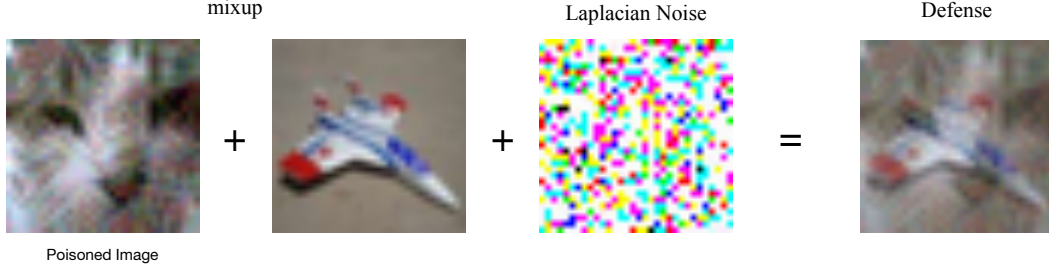 mixup
Laplacian Noise
Defense
+
+
=
Poisoned Image